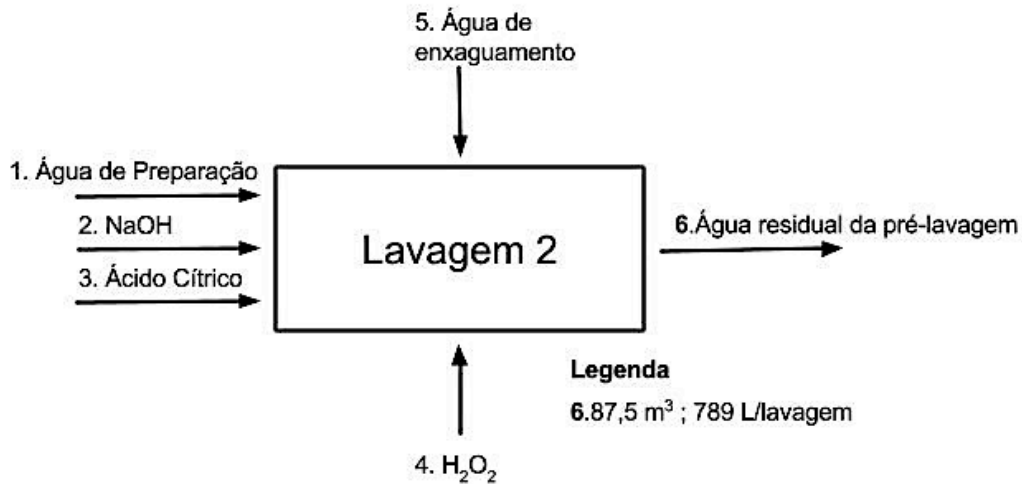 5. Água de
enxaguamento
1. Água de Preparação
2. NaOH
3. Ácido Cítrico
Lavagem 2
6.Água residual da pré-lavagem
Legenda
6.87,5 m³ ; 789 L/lavagem
4. H₂O₂